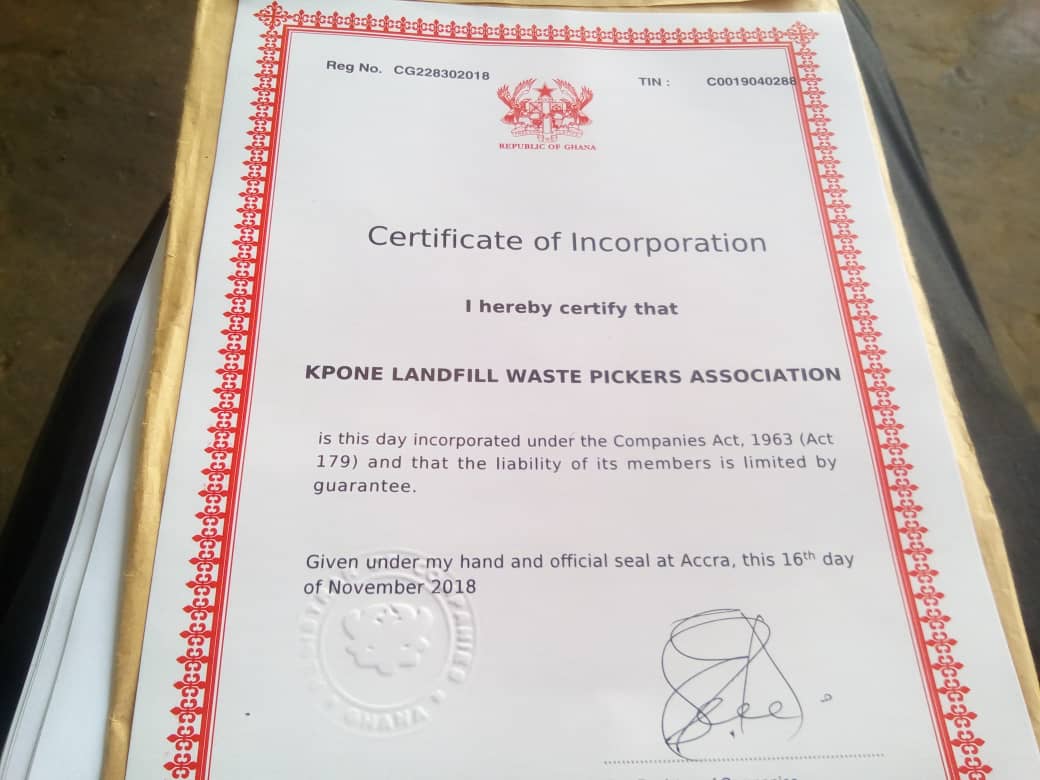 Reg No. CG228302018
TIN : C0019040288
REPUBLIC OF GHANA
Certificate of Incorporation
I hereby certify that
KPONE LANDFILL WASTE PICKERS ASSOCIATION
is this day incorporated under the Companies Act, 1963 (Act
179) and that the liability of its members is limited by
guarantee.
Given under my hand and official seal at Accra, this 16th day
of November 2018
GHANA